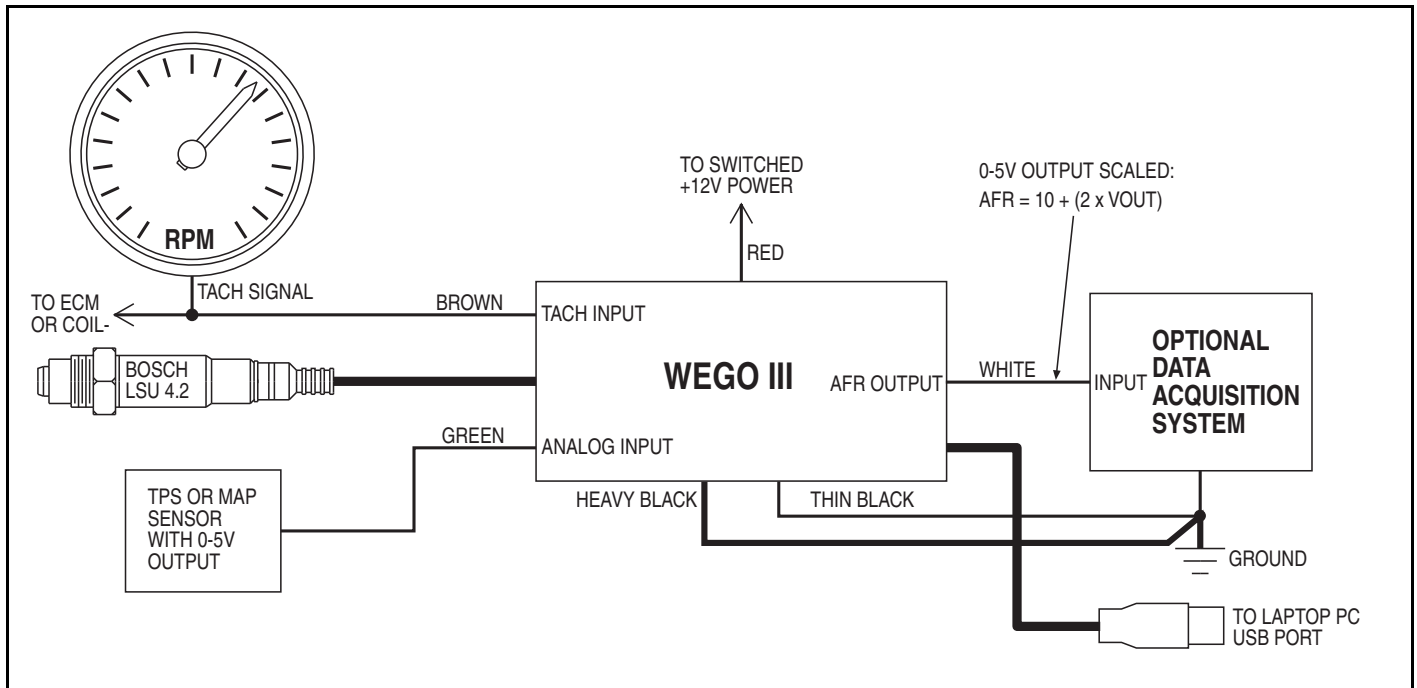 RPM
TACH SIGNAL
TO ECM
OR COIL-
BROWN
TACH INPUT
BOSCH
LSU 4.2
GREEN
ANALOG INPUT
TPS OR MAP
SENSOR
WITH 0-5V
OUTPUT
TO SWITCHED
+12V POWER
RED
WEGO III
AFR OUTPUT
HEAVY BLACK
THIN BLACK
0-5V OUTPUT SCALED:
AFR = 10 + (2 x VOUT)
WHITE
INPUT
OPTIONAL
DATA
ACQUISITION
SYSTEM
GROUND
TO LAPTOP PC
USB PORT